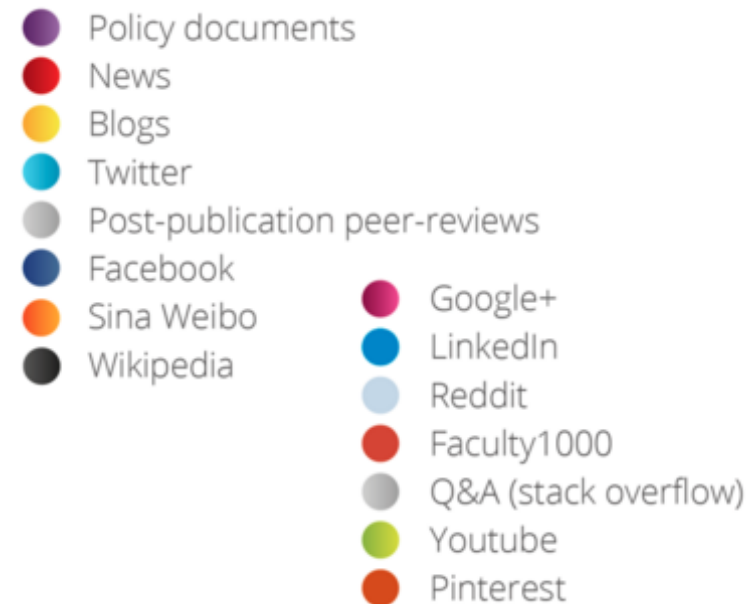 Policy documents
News
Blogs
Twitter
Post-publication peer-reviews
Facebook
Sina Weibo
Wikipedia
Google+
LinkedIn
Reddit
Faculty1000
Q&A (stack overflow)
Youtube
Pinterest